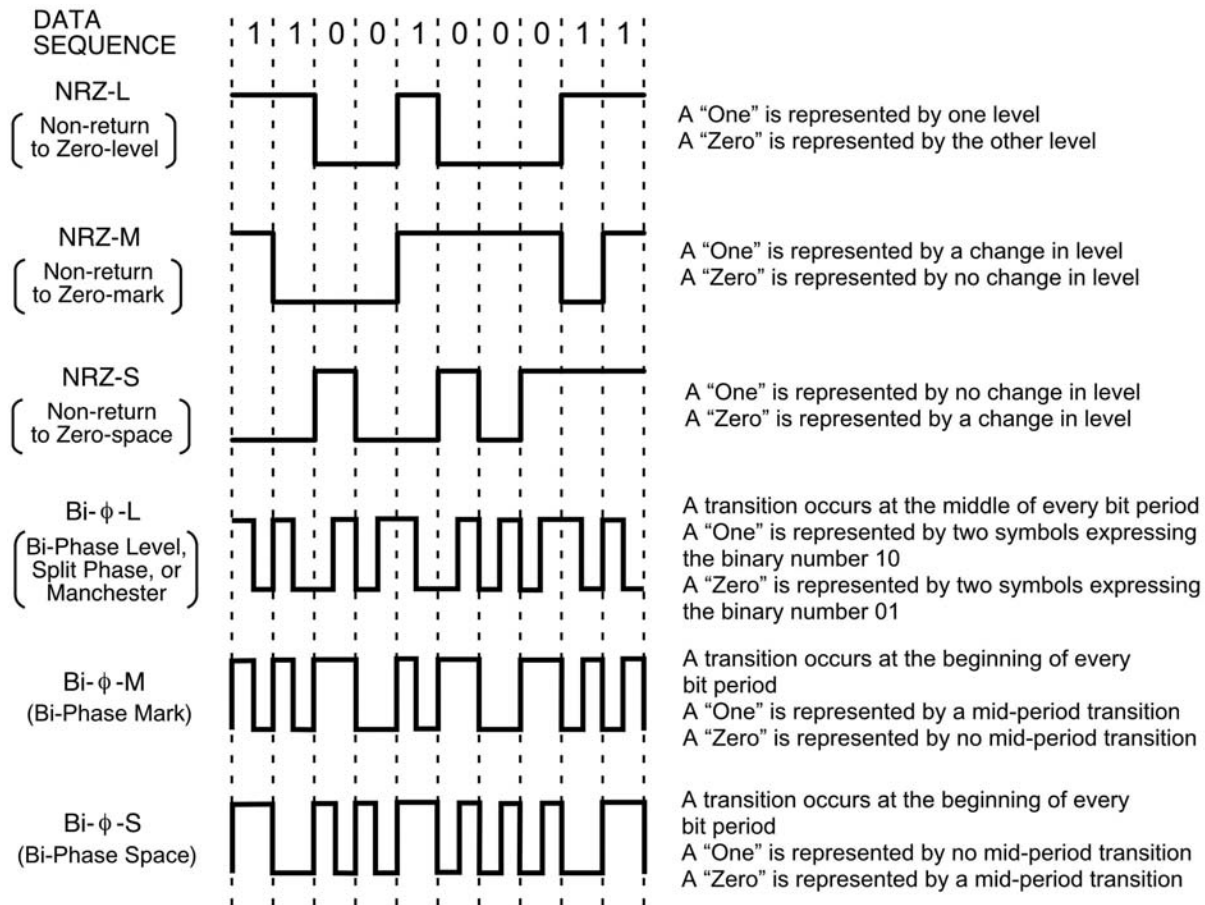 DATA
SEQUENCE
1 1 0 0 1 0 0 0 1 1
NRZ-L
Non-return
to Zero-level
A “One” is represented by one level
A “Zero” is represented by the other level
NRZ-M
Non-return
to Zero-mark
A “One” is represented by a change in level
A “Zero” is represented by no change in level
NRZ-S
Non-return
to Zero-space
A “One” is represented by no change in level
A “Zero” is represented by a change in level
Bi-ϕ-L
Bi-Phase Level,
Split Phase, or
Manchester
A transition occurs at the middle of every bit period
A “One” is represented by two symbols expressing
the binary number 10
A “Zero” is represented by two symbols expressing
the binary number 01
Bi-ϕ-M
(Bi-Phase Mark)
A transition occurs at the beginning of every
bit period
A “One” is represented by a mid-period transition
A “Zero” is represented by no mid-period transition
Bi-ϕ-S
(Bi-Phase Space)
A transition occurs at the beginning of every
bit period
A “One” is represented by no mid-period transition
A “Zero” is represented by a mid-period transition